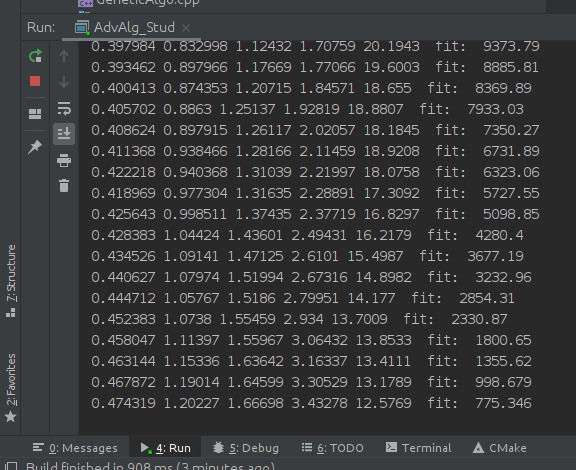 GeneticAlgo.cpp
Run: AdvAlg_Stud
0.397984 0.832998 1.12432 1.70759 20.1943 fit: 9373.79
0.393462 0.897966 1.17669 1.77066 19.6003 fit: 8885.81
0.400413 0.874353 1.20715 1.84571 18.655 fit: 8369.89
0.405702 0.8863 1.25137 1.92819 18.8807 fit: 7933.03
0.408624 0.897915 1.26117 2.02057 18.1845 fit: 7350.27
0.411368 0.938466 1.28166 2.11459 18.9208 fit: 6731.89
0.422218 0.940368 1.31039 2.21997 18.0758 fit: 6323.06
0.418969 0.977304 1.31635 2.28891 17.3092 fit: 5727.55
0.425643 0.998511 1.37435 2.37719 16.8297 fit: 5098.85
0.428383 1.04424 1.43601 2.49431 16.2179 fit: 4280.4
0.434526 1.09141 1.47125 2.6101 15.4987 fit: 3677.19
0.440627 1.07974 1.51994 2.67316 14.8982 fit: 3232.96
0.444712 1.05767 1.5186 2.79951 14.177 fit: 2854.31
0.452383 1.0738 1.55459 2.934 13.7009 fit: 2330.87
0.458047 1.11397 1.55967 3.06432 13.8533 fit: 1800.65
0.463144 1.15336 1.63642 3.16337 13.4111 fit: 1355.62
0.467872 1.19014 1.64599 3.30529 13.1789 fit: 998.679
0.474319 1.20227 1.66698 3.43278 12.5769 fit: 775.346
7: Structure
2: Favorites
0: Messages 4: Run 5: Debug 6: TODO Terminal CMake
Build finished in 908 ms (3 minutes ago)